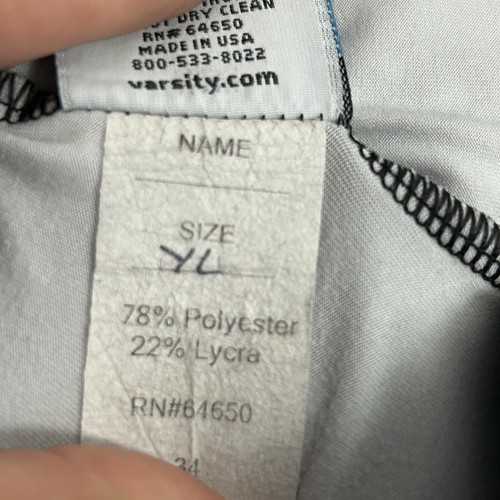 DRY CLEAN
RN# 64650
MADE IN USA
800-533-8022
varsity.com
NAME
SIZE
YL
78% Polyester
22% Lycra
RN#64650
34